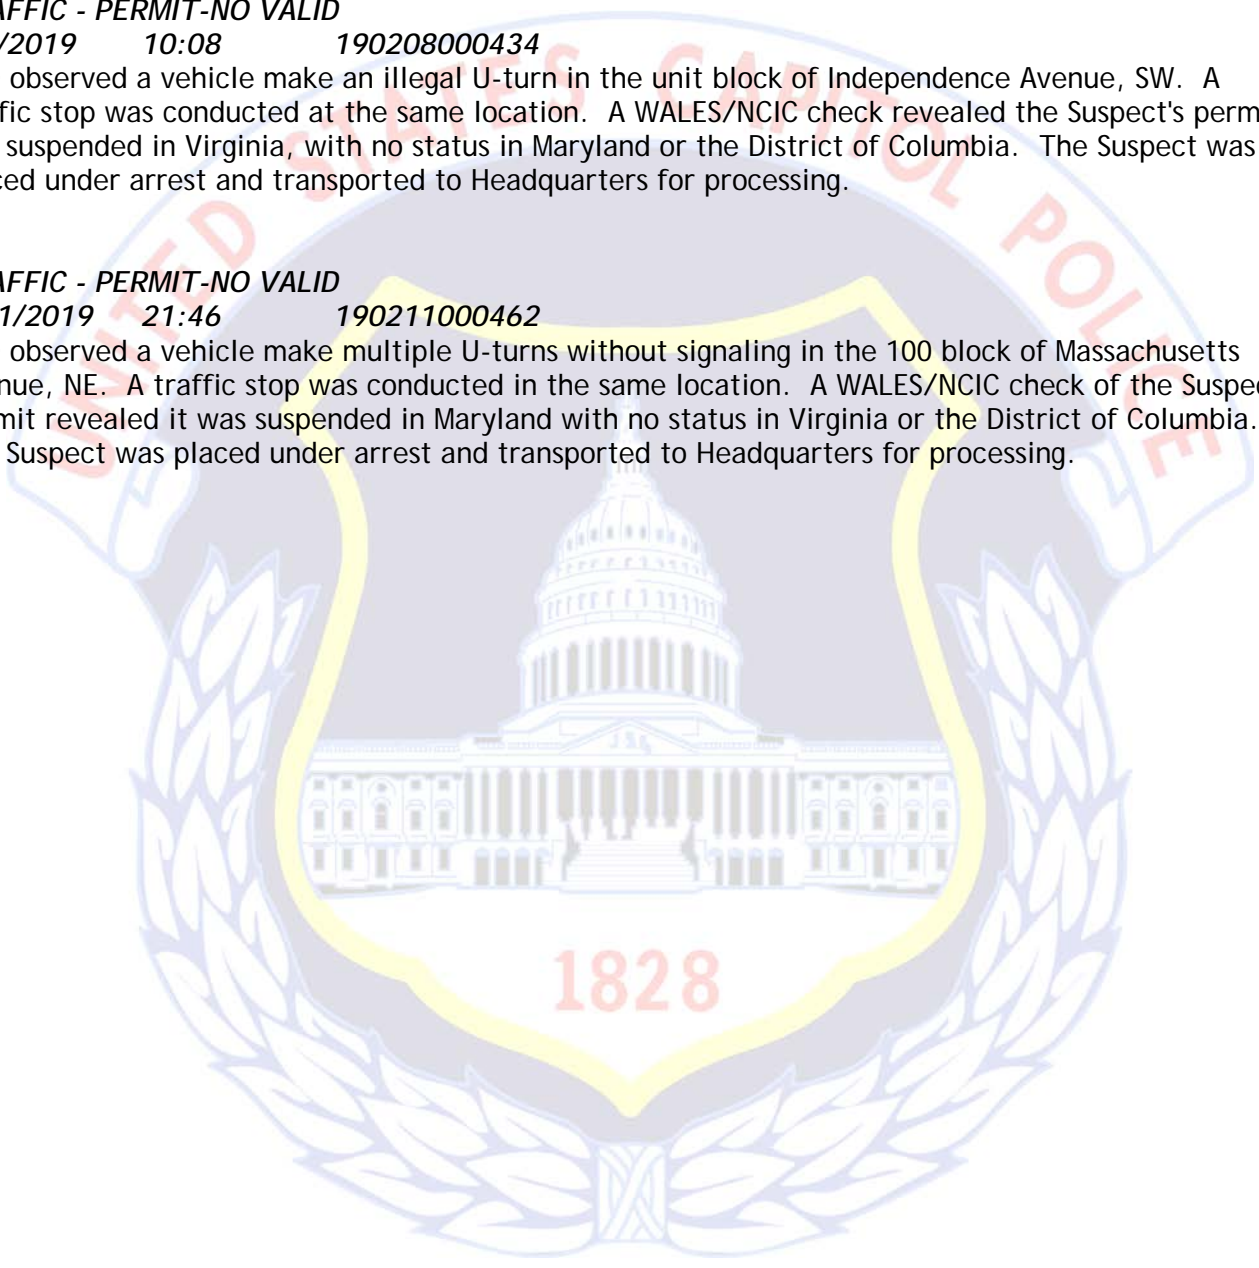 AFFIC - PERMIT-NO VALID
/2019 10:08 190208000434
observed a vehicle make an illegal U-turn in the unit block of Independence Avenue, SW. A
fic stop was conducted at the same location. A WALES/NCIC check revealed the Suspect's perm
suspended in Virginia, with no status in Maryland or the District of Columbia. The Suspect was
ced under arrest and transported to Headquarters for processing.
AFFIC - PERMIT-NO VALID
1/2019 21:46 190211000462
observed a vehicle make multiple U-turns without signaling in the 100 block of Massachusetts
nue, NE. A traffic stop was conducted in the same location. A WALES/NCIC check of the Suspec
mit revealed it was suspended in Maryland with no status in Virginia or the District of Columbia.
Suspect was placed under arrest and transported to Headquarters for processing.
UNITED STATES CAPITOL POLICE
1828